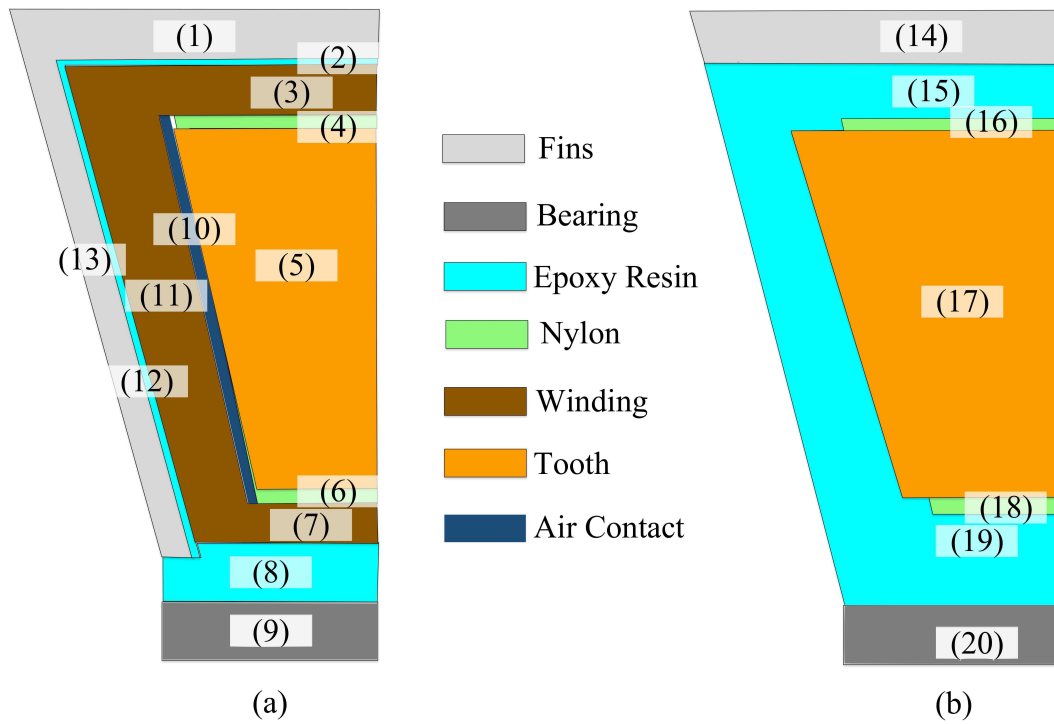 (1)
(2)
(3)
(4)
(10)
(5)
(13)
(11)
(12)
(6)
(7)
(8)
(9)
(a)
Fins
Bearing
Epoxy Resin
Nylon
Winding
Tooth
Air Contact
(14)
(15)
(16)
(17)
(18)
(19)
(20)
(b)